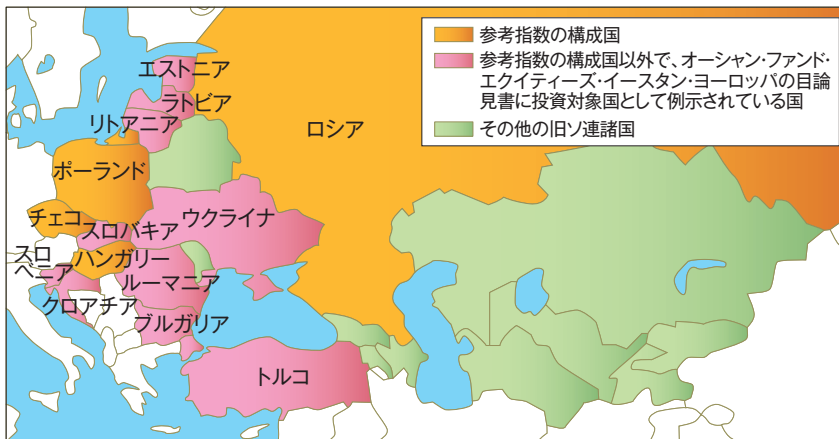 参考指数の構成国
参考指数の構成国以外で、オーシャン・ファンド・
エクイティーズ・イースタン・ヨーロッパの目論
見書に投資対象国として例示されている国
その他の旧ソ連諸国
エストニア
ラトビア
リトアニア
ロシア
ポーランド
チェコ
スロバキア
ウクライナ
スロ
ベニア
ハンガリー
ルーマニア
クロアチア
ブルガリア
トルコ